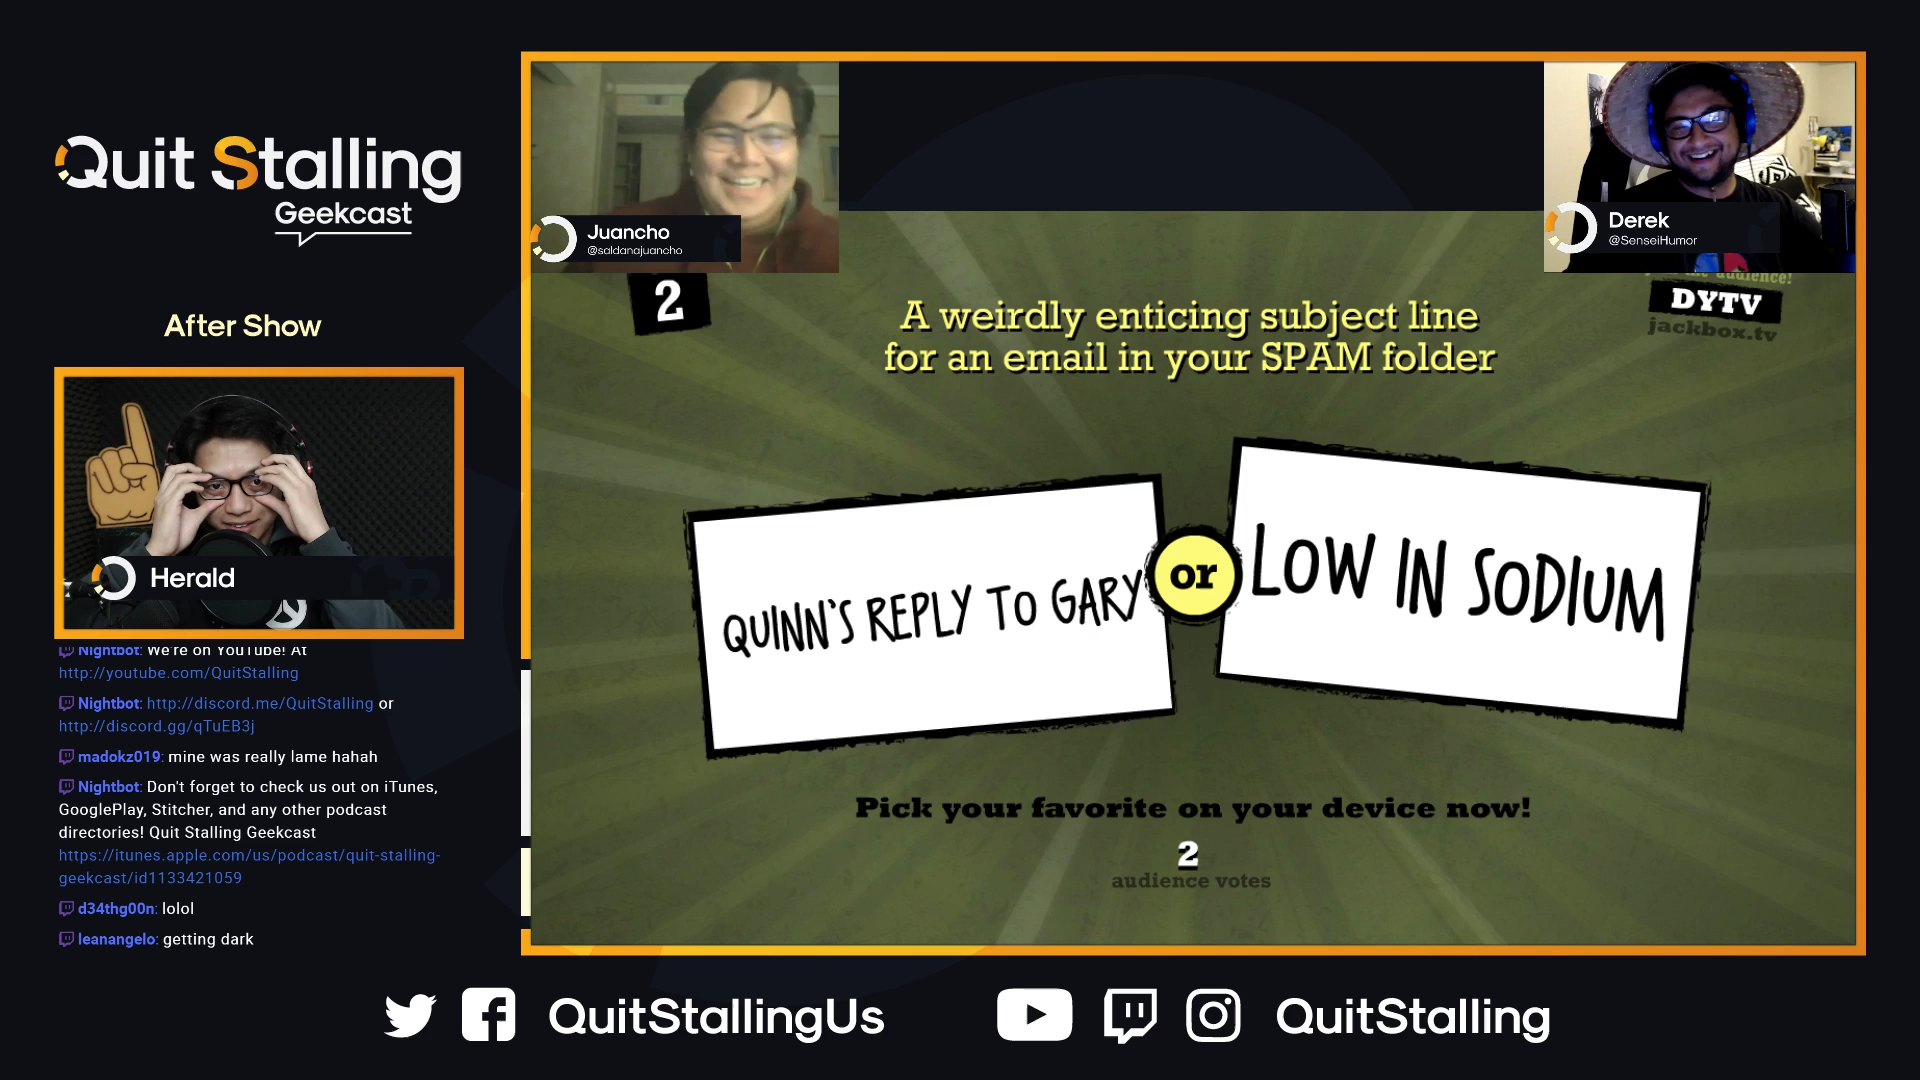 Quit Stalling
Geekcast
After Show
Herald
Nightbot: We're on YouTube! At
http://youtube.com/QuitStalling
Nightbot: http://discord.me/QuitStalling or
http://discord.gg/qTuEB3j
madokz019: mine was really lame hahah
Nightbot: Don't forget to check us out on iTunes,
GooglePlay, Stitcher, and any other podcast
directories! Quit Stalling Geekcast
https://itunes.apple.com/us/podcast/quit-stalling-
geekcast/id1133421059
d34thg00n: lolol
leanangelo: getting dark
Juancho
@saldanajuancho
Derek
@SenseiHumor
2
audience!
DYTV
jackbox.tv
A weirdly enticing subject line
for an email in your SPAM folder
QUINN'S REPLY TO GARY
or
LOW IN SODIUM
Pick your favorite on your device now!
2
audience votes
QuitStallingUs
QuitStalling